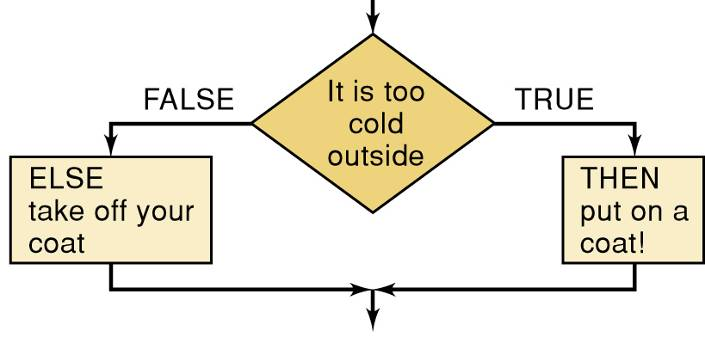 FALSE
It is too
cold
outside
TRUE
ELSE
take off your
coat
THEN
put on a
coat!